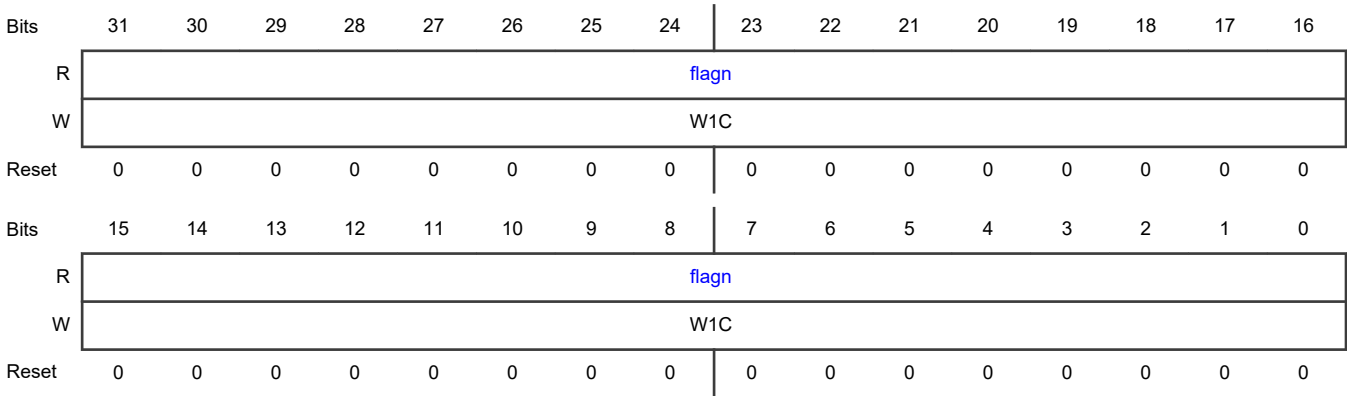 Bits 31 30 29 28 27 26 25 24 23 22 21 20 19 18 17 16
R flagn
W W1C
Reset 0 0 0 0 0 0 0 0 0 0 0 0 0 0 0 0
Bits 15 14 13 12 11 10 9 8 7 6 5 4 3 2 1 0
R flagn
W W1C
Reset 0 0 0 0 0 0 0 0 0 0 0 0 0 0 0 0